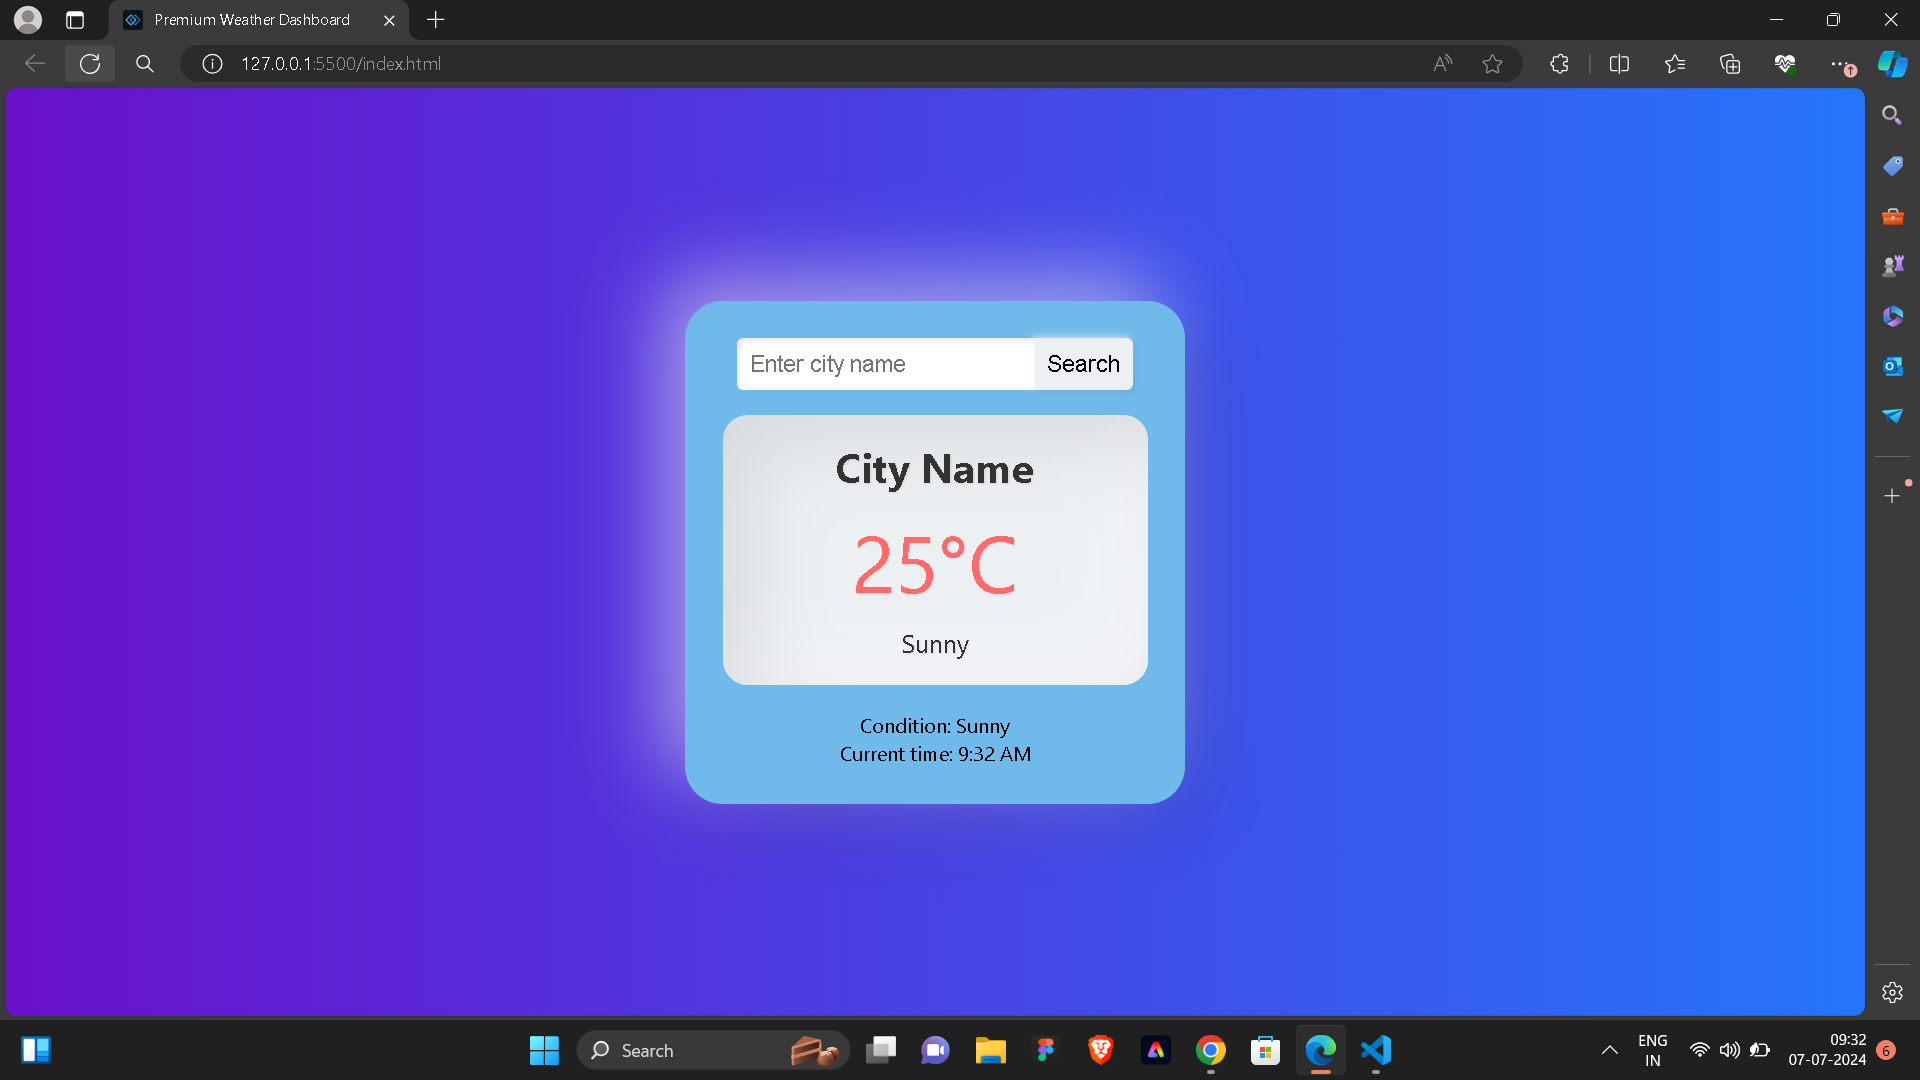 Premium Weather Dashboard
127.0.0.1:5500/index.html
Enter city name
Search
City Name
25°C
Sunny
Condition: Sunny
Current time: 9:32 AM
Search
ENG
IN
09:32
07-07-2024
6